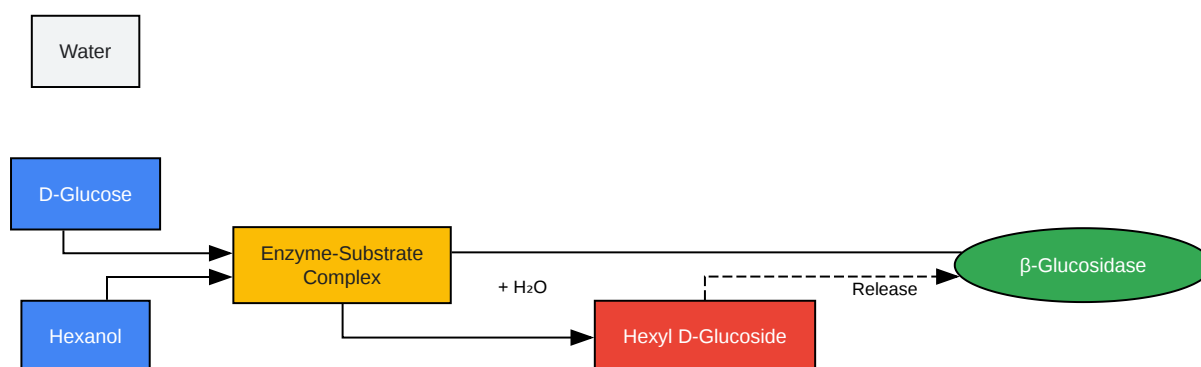 Water
D-Glucose
Enzyme-Substrate
Complex
β-Glucosidase
+ H₂O
Release
Hexanol
Hexyl D-Glucoside